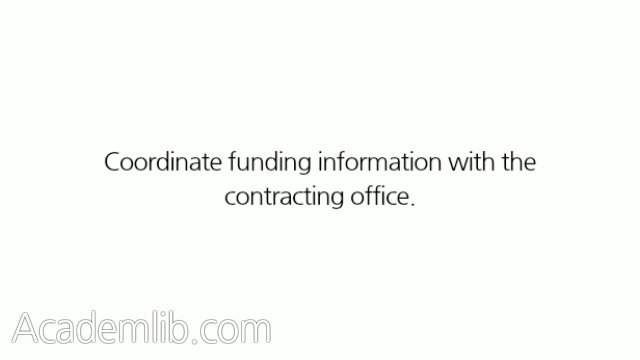 Coordinate funding information with the
contracting office.
Academlib.com